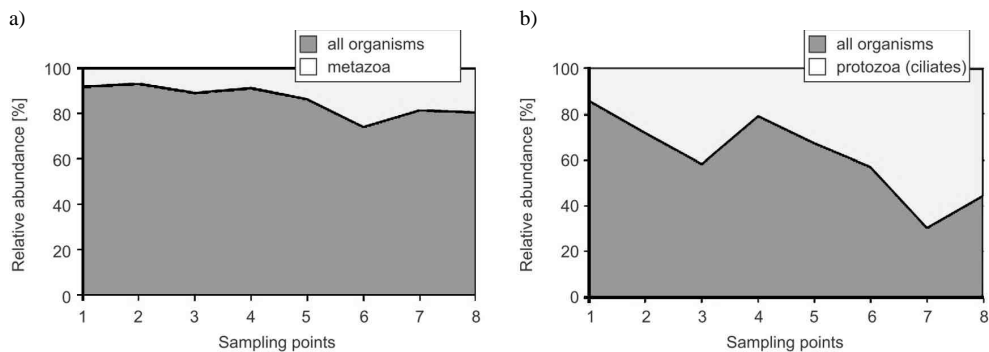 a)
all organisms
metazoa
100
80
60
40
20
0
Relative abundance [%]
1 2 3 4 5 6 7 8
Sampling points
b)
all organisms
protozoa (ciliates)
100
80
60
40
20
0
Relative abundance [%]
1 2 3 4 5 6 7 8
Sampling points